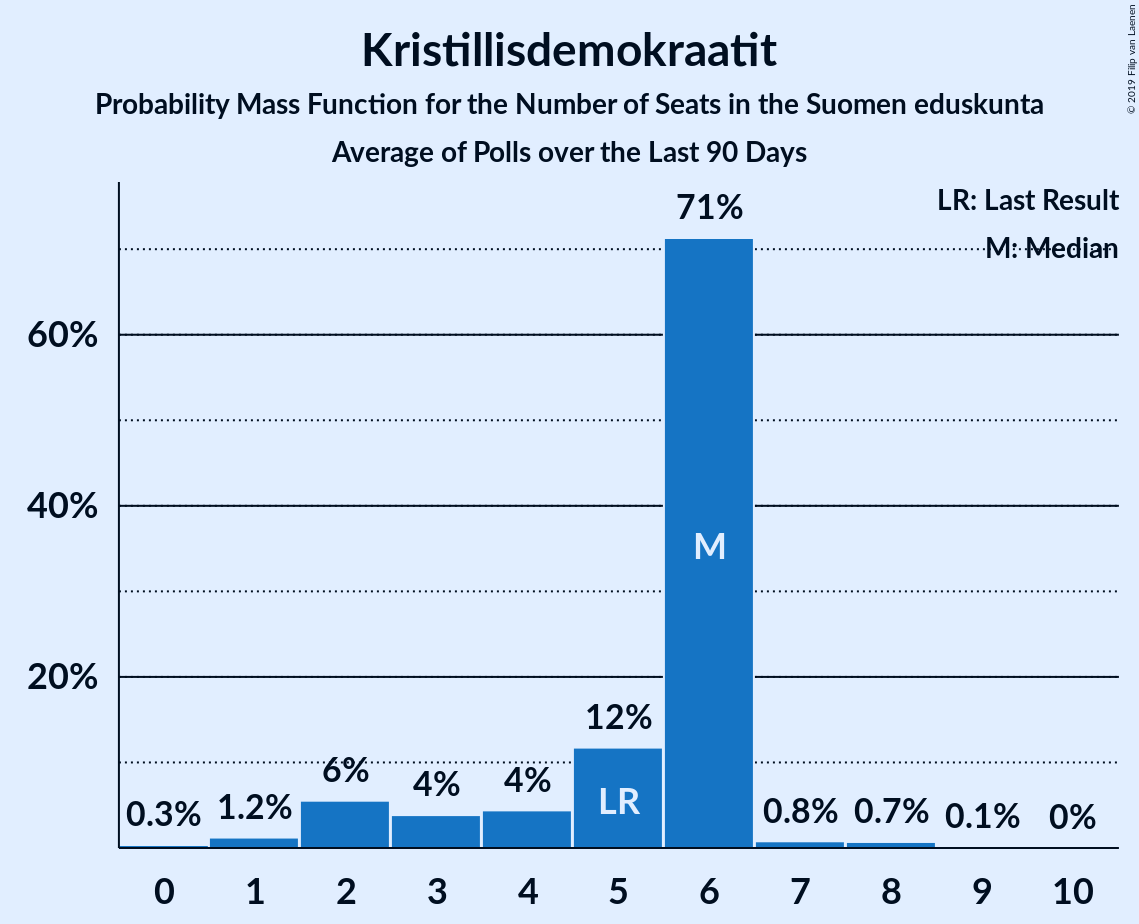 Kristillisdemokraatit
Probability Mass Function for the Number of Seats in the Suomen eduskunta
Average of Polls over the Last 90 Days
© 2019 Filip van Laenen
LR: Last Result
M: Median
71%
60%
40%
M
20%
12%
6%
4%
4%
LR
0.3%
1.2%
0.8%
0.7%
0.1%
0%
0 1 2 3 4 5 6 7 8 9 10